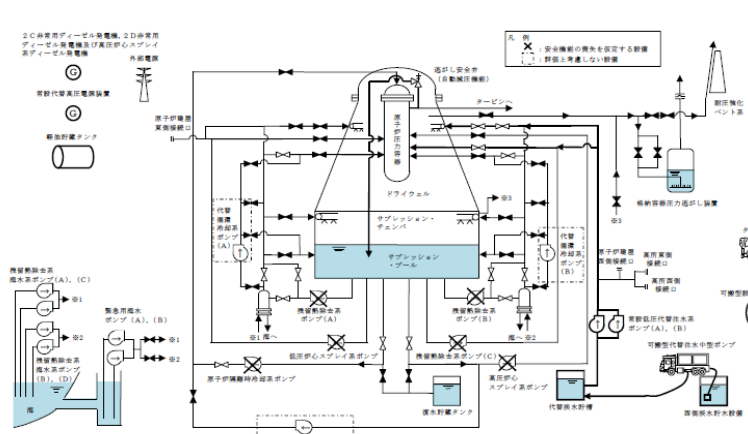 2C非常用ディーゼル発電機、2D非常用
ディーゼル発電機及び高圧炉心スプレイ
系ディーゼル発電機
外部電源
G
常設代替高圧電源装置
G
軽油貯蔵タンク
凡 例
：安全機能の喪失を仮定する設備
：評価上考慮しない設備
逃がし安全弁
（自動減圧機能）
タービンへ
原子炉建屋
東側接続口
原子炉圧力容器
耐圧強化
ベント系
格納容器圧力逃がし装置
※3
ドライウェル
※3
サプレッション・
チェンバ
サプレッション
・プール
代替
循環
冷却系
ポンプ
(A)
代替
循環
冷却系
ポンプ
(B)
原子炉建屋
西側接続口
高所東側
接続口
高所西側
接続口
残留熱除去系
海水系ポンプ(A)、(C)
※1
※2
残留熱除去系
海水系ポンプ
(B)、(D)
緊急用海水
ポンプ(A)、(B)
※1
※2
海
残留熱除去系
ポンプ(A)
残留熱除去系
ポンプ(B)
※1 海へ
海へ ※2
低圧炉心スプレイ系ポンプ
残留熱除去系ポンプ(C)
原子炉隔離時冷却系ポンプ
高圧炉心
スプレイ系ポンプ
復水貯蔵タンク
常設低圧代替注水系
ポンプ(A)、(B)
可搬型代替注水中型ポンプ
代替淡水貯槽
西側淡水貯水設備
可搬型